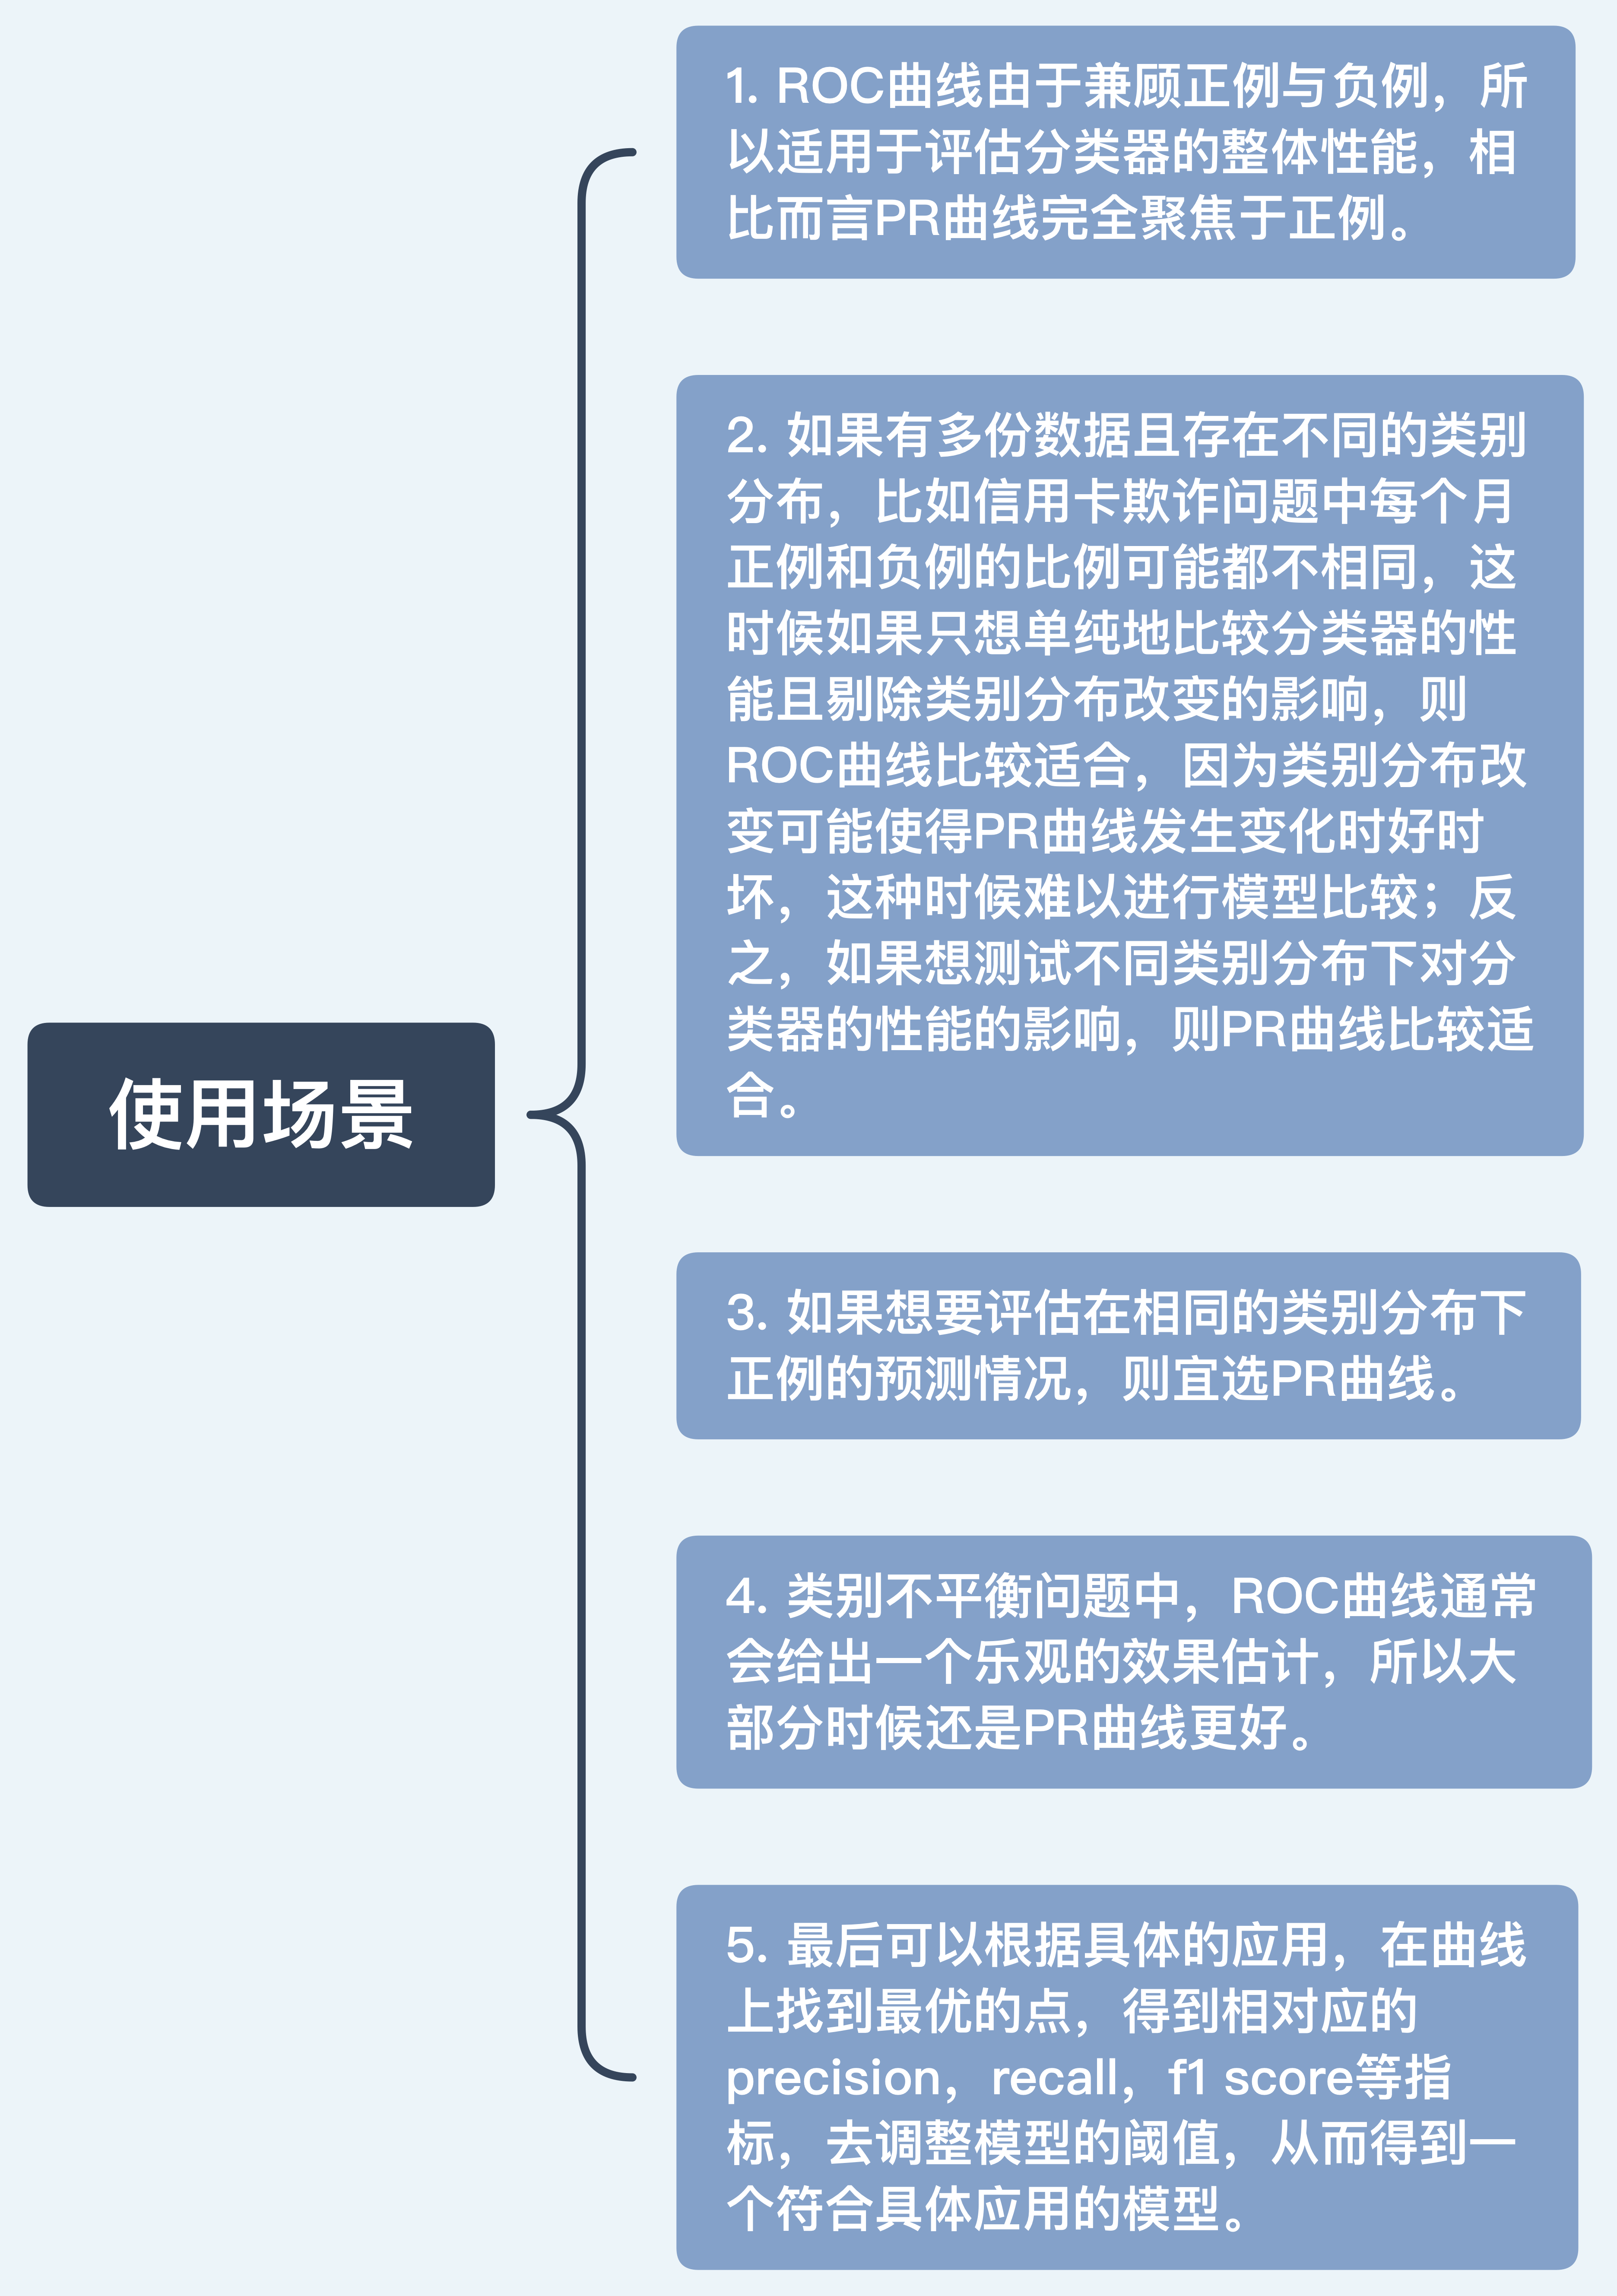 1. ROC曲线由于兼顾正例与负例，所
以适用于评估分类器的整体性能，相
比而言PR曲线完全聚焦于正例。
2. 如果有多份数据且存在不同的类别
分布，比如信用卡欺诈问题中每个月
正例和负例的比例可能都不相同，这
时候如果只想单纯地比较分类器的性
能且剔除类别分布改变的影响，则
ROC曲线比较适合，因为类别分布改
变可能使得PR曲线发生变化时好时
坏，这种时候难以进行模型比较；反
之，如果想测试不同类别分布下对分
类器的性能的影响，则PR曲线比较适
合。
使用场景
3. 如果想要评估在相同的类别分布下
正例的预测情况，则宜选PR曲线。
4. 类别不平衡问题中，ROC曲线通常
会给出一个乐观的效果估计，所以大
部分时候还是PR曲线更好。
5. 最后可以根据具体的应用，在曲线
上找到最优的点，得到相对应的
precision，recall，f1 score等指
标，去调整模型的阈值，从而得到一
个符合具体应用的模型。